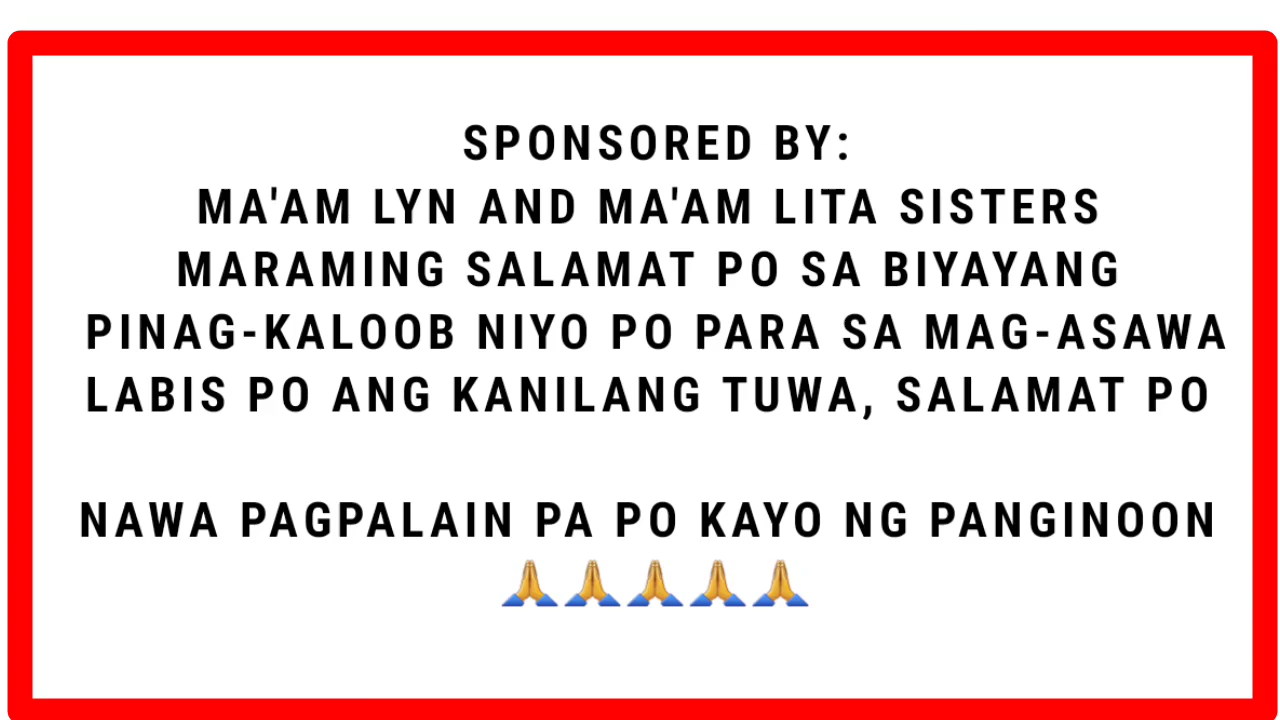 SPONSORED BY:
MA'AM LYN AND MA'AM LITA SISTERS
MARAMING SALAMAT PO SA BIYAYANG
PINAG-KALOOB NIYO PO PARA SA MAG-ASAWA
LABIS PO ANG KANILANG TUWA, SALAMAT PO
NAWA PAGPALAIN PA PO KAYO NG PANGINOON
🙏🙏🙏🙏🙏